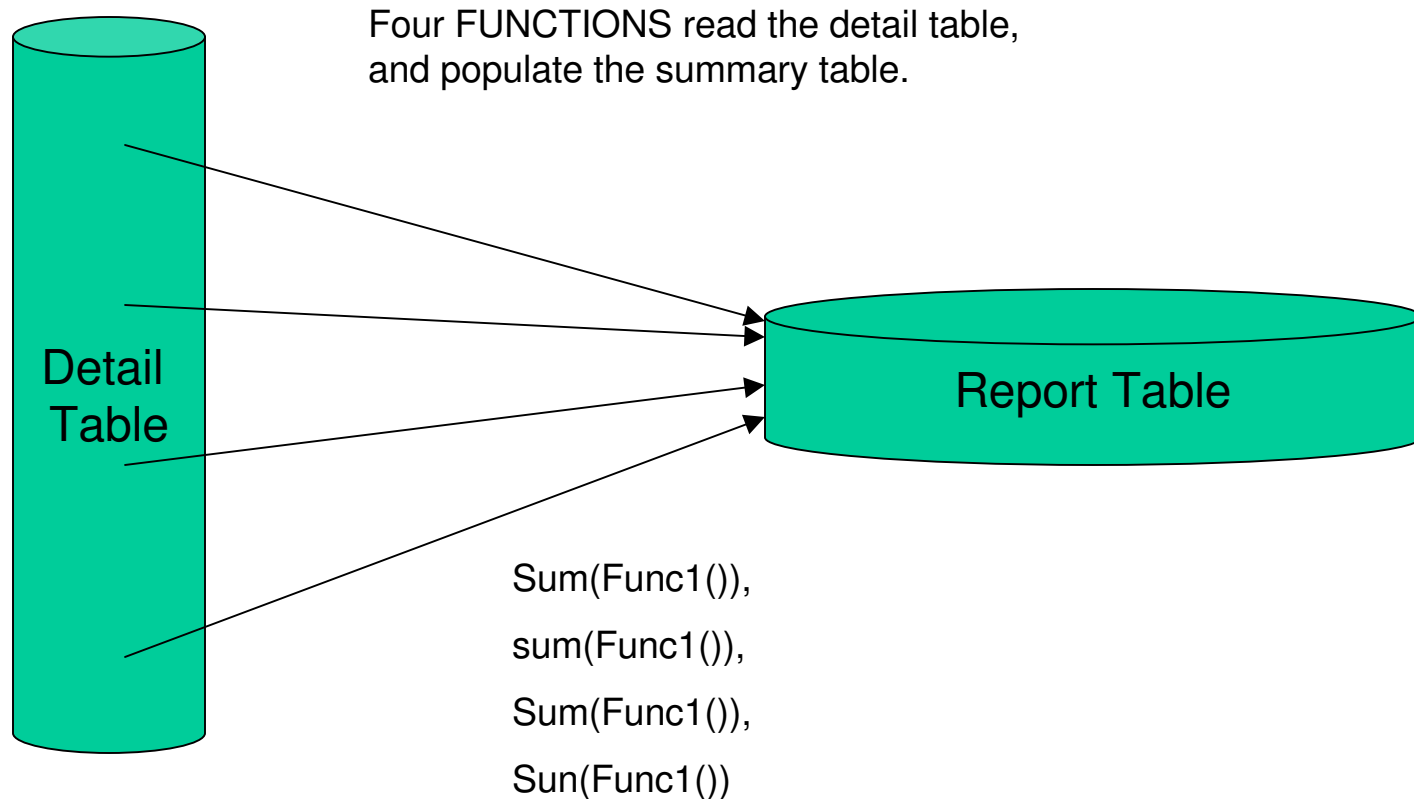 Four FUNCTIONS read the detail table,
and populate the summary table.
Detail
Table
Report Table
Sum(Func1()),
sum(Func1()),
Sum(Func1()),
Sun(Func1())